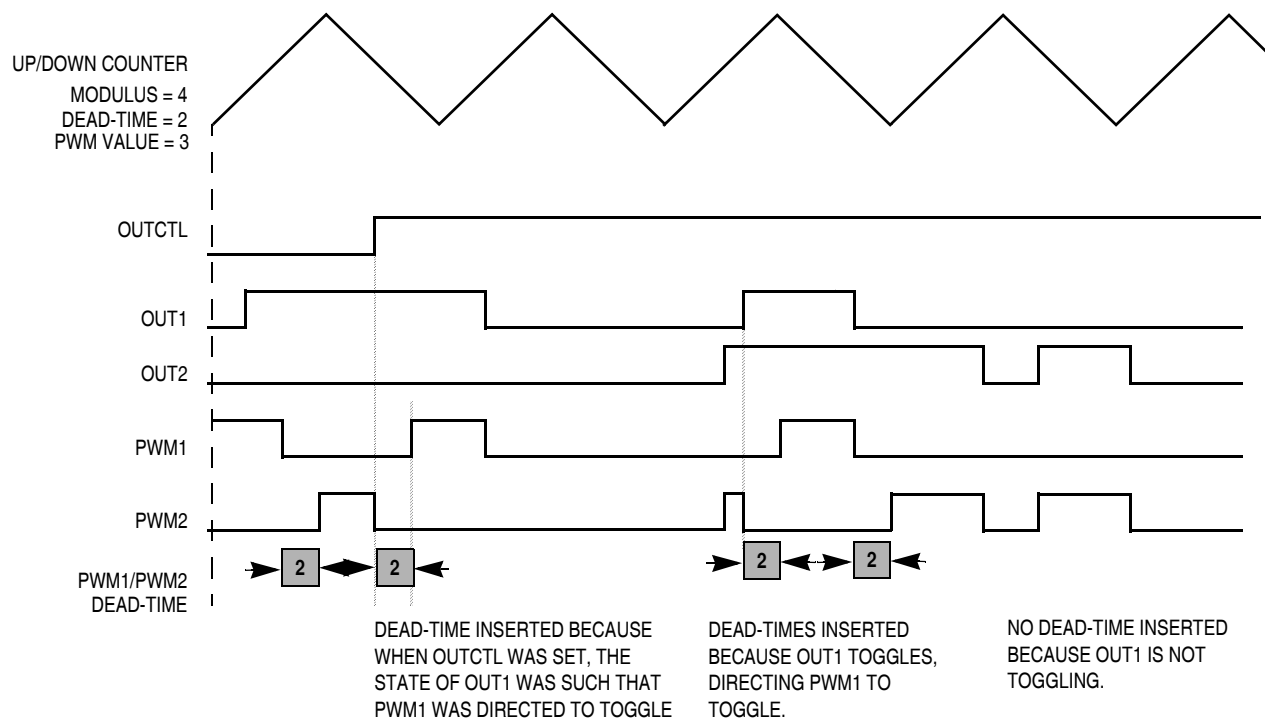 UP/DOWN COUNTER
MODULUS = 4
DEAD-TIME = 2
PWM VALUE = 3
OUTCTL
OUT1
OUT2
PWM1
PWM2
PWM1/PWM2
DEAD-TIME
2
2
2
2
DEAD-TIME INSERTED BECAUSE
WHEN OUTCTL WAS SET, THE
STATE OF OUT1 WAS SUCH THAT
PWM1 WAS DIRECTED TO TOGGLE
DEAD-TIMES INSERTED
BECAUSE OUT1 TOGGLES,
DIRECTING PWM1 TO
TOGGLE.
NO DEAD-TIME INSERTED
BECAUSE OUT1 IS NOT
TOGGLING.